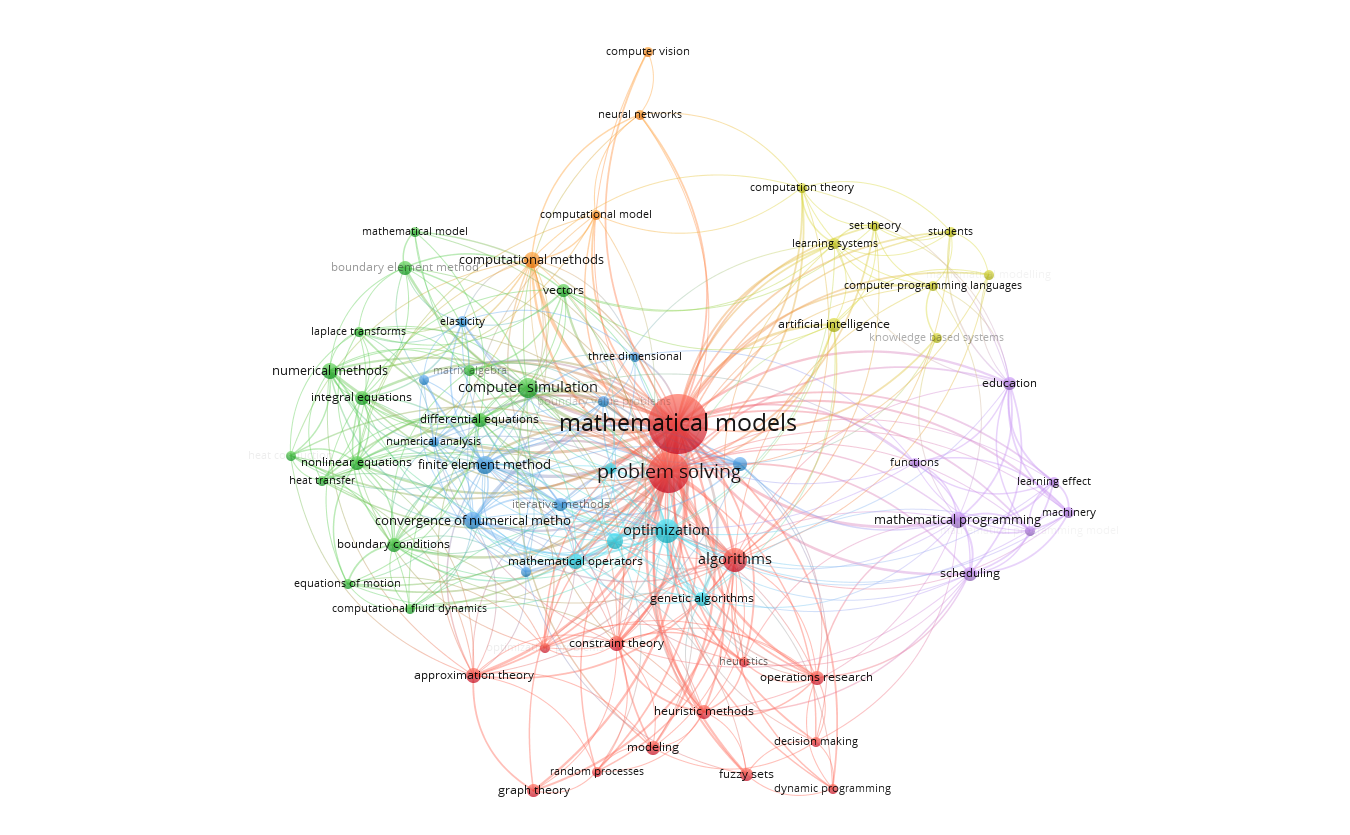 computer vision
neural networks
computation theory
computational model
set theory
mathematical model
students
learning systems
computational methods
boundary element method
modelling
computer programming languages
vectors
elasticity
artificial intelligence
laplace transforms
knowledge based systems
three dimensional
numerical methods
matrix algebra
education
computer simulation
integral equations
boundary value problems
differential equations
mathematical models
numerical analysis
heat
nonlinear equations
finite element method
functions
problem solving
heat transfer
learning effect
iterative methods
machinery
convergence of numerical metho
mathematical programming
optimization
model
boundary conditions
algorithms
mathematical operators
scheduling
equations of motion
genetic algorithms
computational fluid dynamics
constraint theory
heuristics
approximation theory
operations research
heuristic methods
decision making
modeling
random processes
fuzzy sets
dynamic programming
graph theory